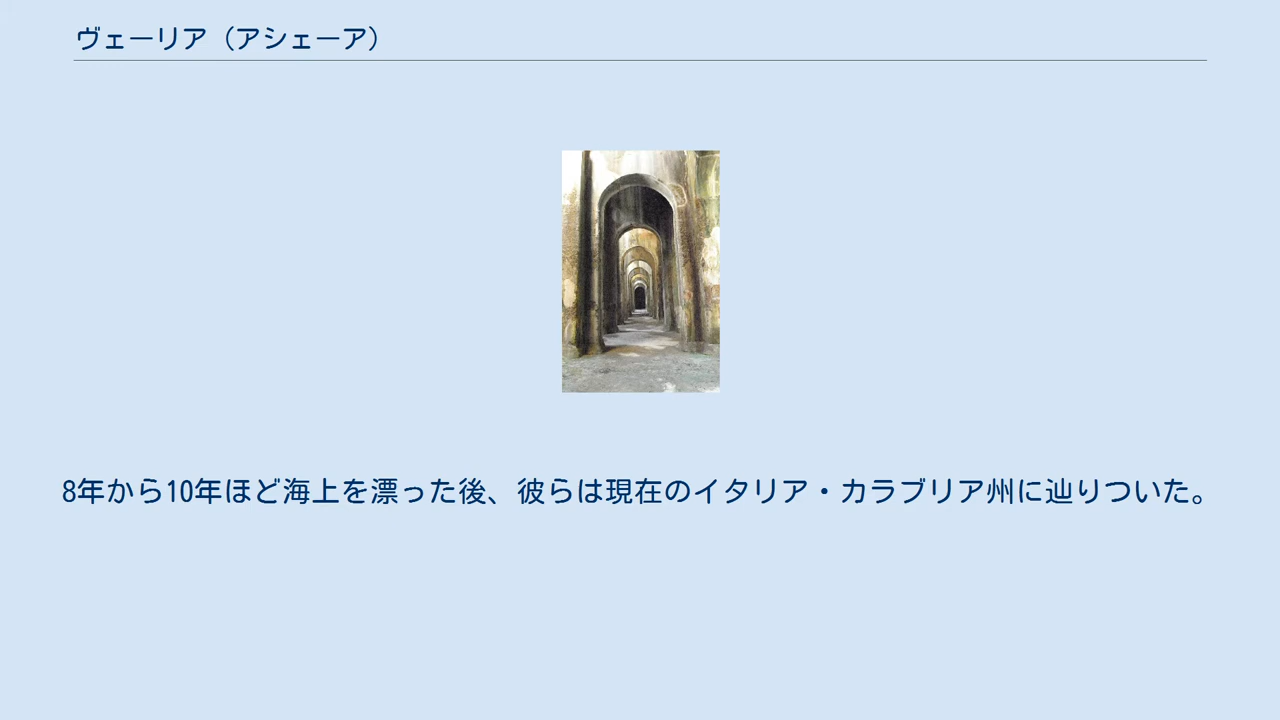 ヴェーリア（アシェーア）
8年から10年ほど海上を漂った後、彼らは現在のイタリア・カラブリア州に辿りついた。